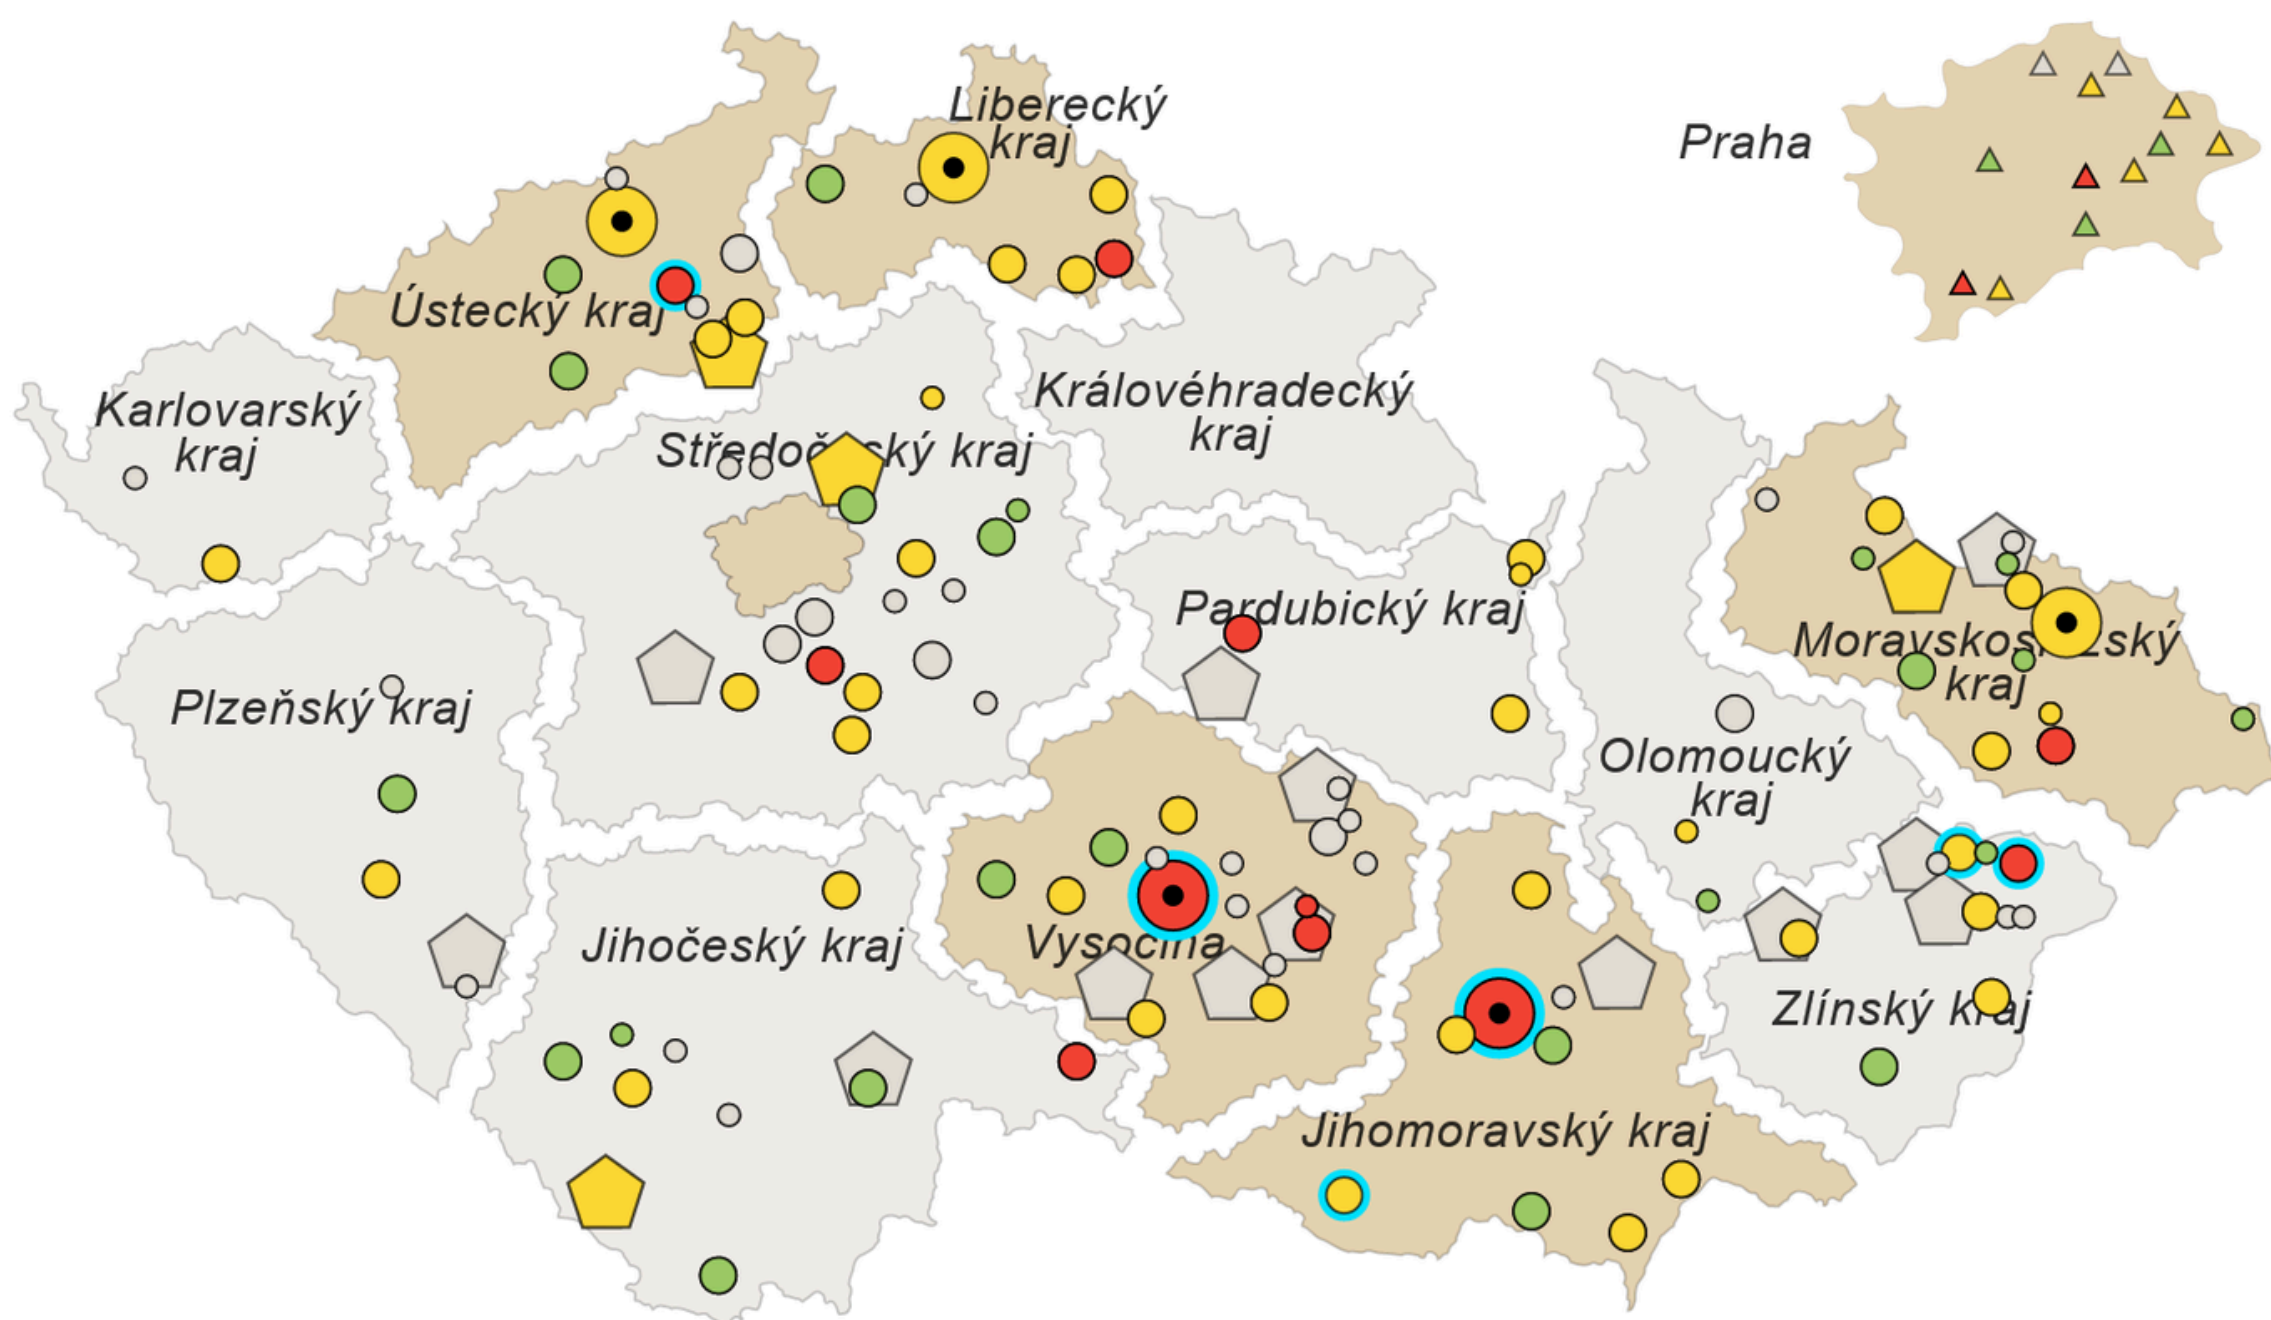 Liberecký
kraj
Praha
Ústecký kraj
Karlovarský
kraj
Královéhradecký
kraj
Pardubický kraj
Plzeňský kraj
kraj
Olomoucký
kraj
Jihočeský kraj
Zlínský kraj
Jihomoravský kraj